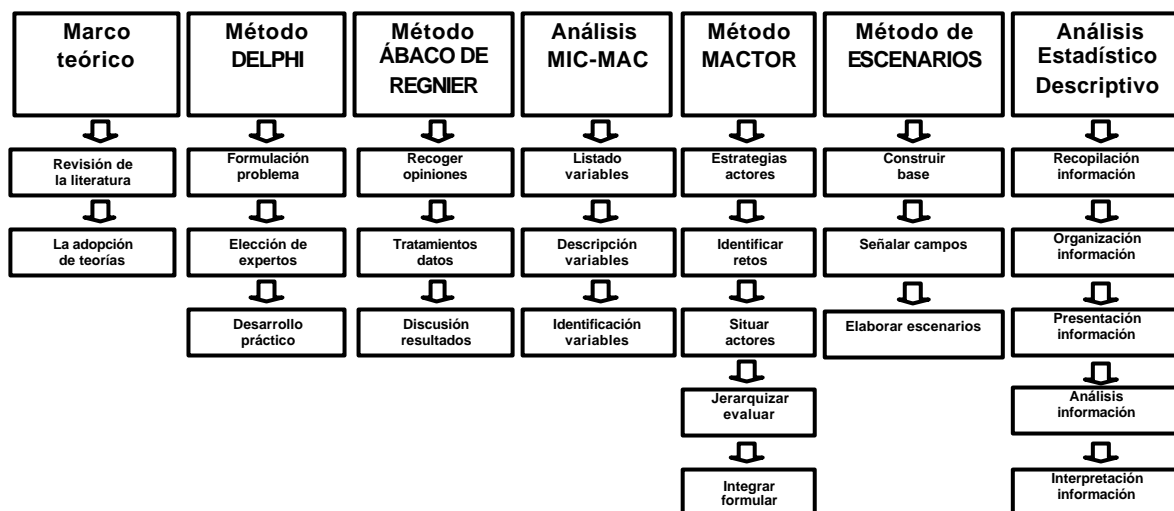 Marco
teórico
Método
DELPHI
Método
ÁBACO DE
REGNIER
Análisis
MIC-MAC
Método
MACTOR
Método de
ESCENARIOS
Análisis
Estadístico
Descriptivo
Revisión de
la literatura
Formulación
problema
Recoger
opiniones
Listado
variables
Estrategias
actores
Construir
base
Recopilación
información
La adopción
de teorías
Elección de
expertos
Tratamientos
datos
Descripción
variables
Identificar
retos
Señalar campos
Organización
información
Desarrollo
práctico
Discusión
resultados
Identificación
variables
Situar
actores
Elaborar escenarios
Presentación
información
Jerarquizar
evaluar
Análisis
información
Integrar
formular
Interpretación
información